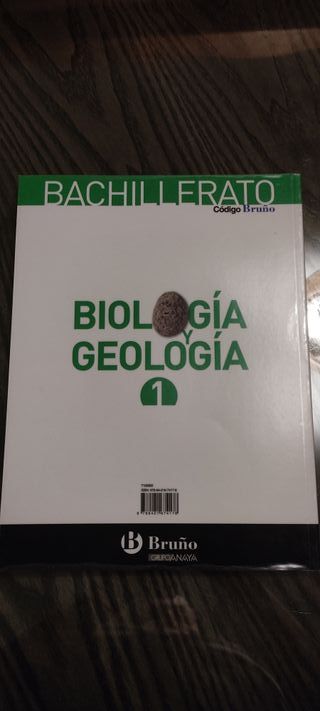 BACHILLERATO
Código Bruño
BIOLOGÍA
Y
GEOLOGÍA
1
B Bruño
GRUPO ANAYA